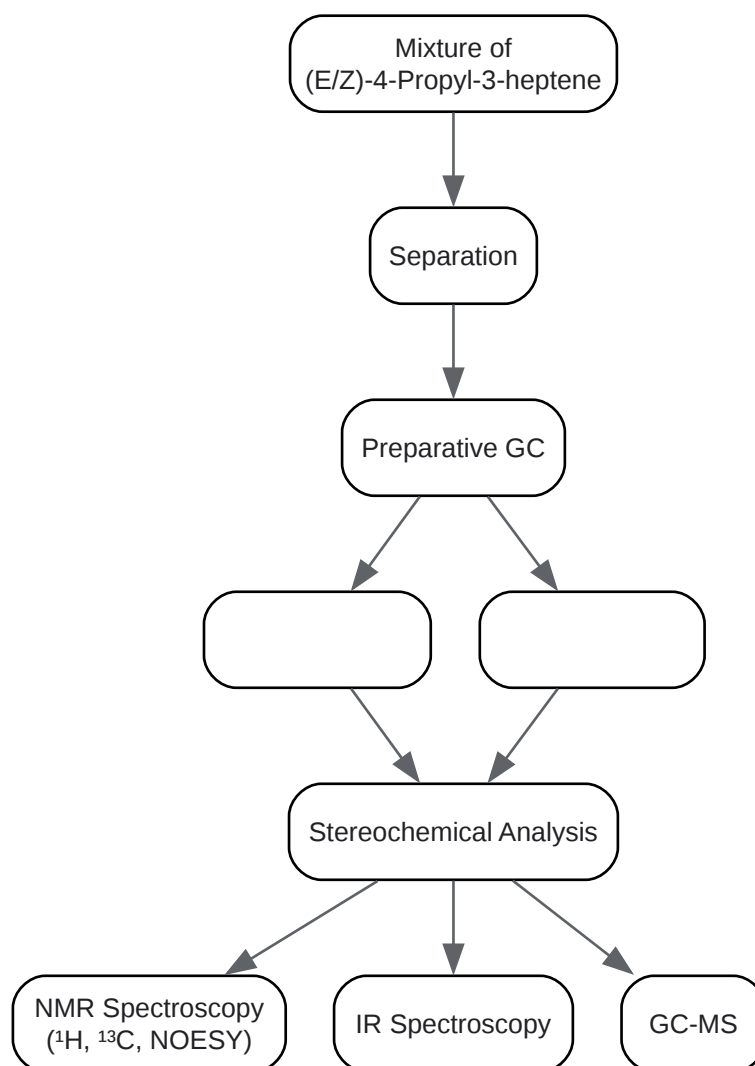 Mixture of
(E/Z)-4-Propyl-3-heptene
Separation
Preparative GC
Stereochemical Analysis
NMR Spectroscopy
(¹H, ¹³C, NOESY)
IR Spectroscopy
GC-MS